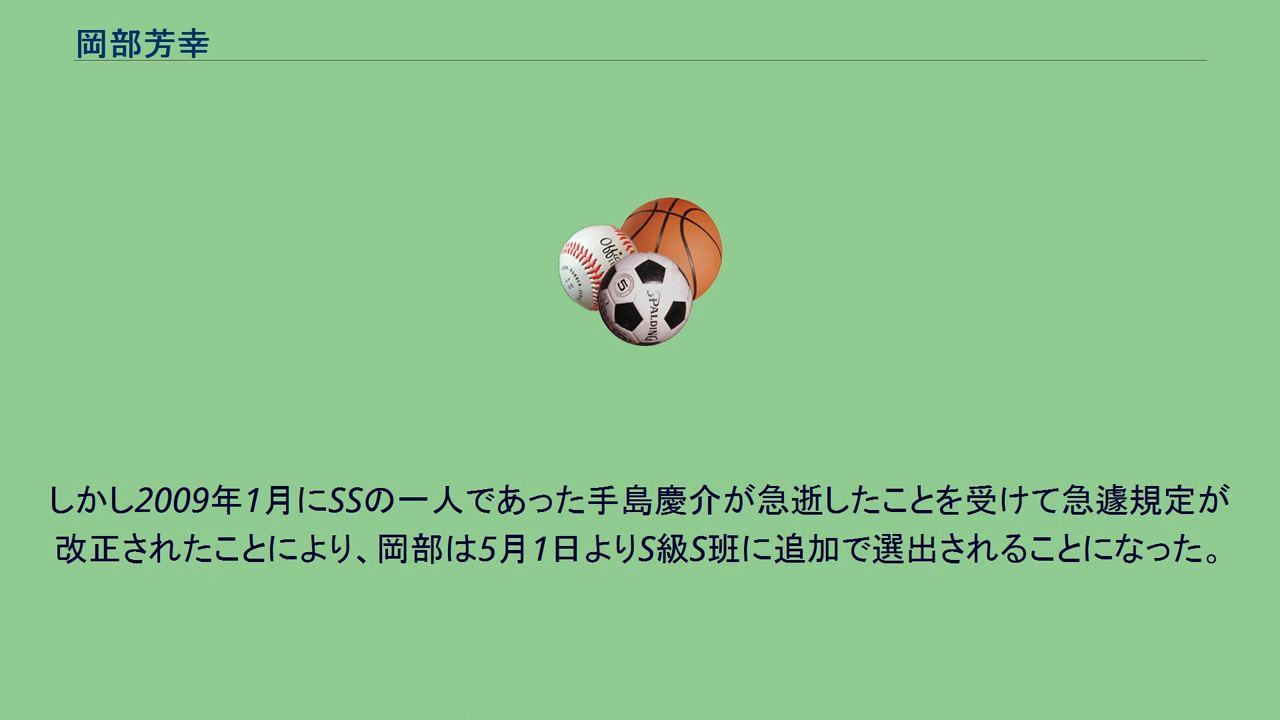 岡部芳幸
Offici
5
SPALDING
しかし2009年1月にSSの一人であった手島慶介が急逝したことを受けて急遽規定が
改正されたことにより、岡部は5月1日よりS級S班に追加で選出されることになった。